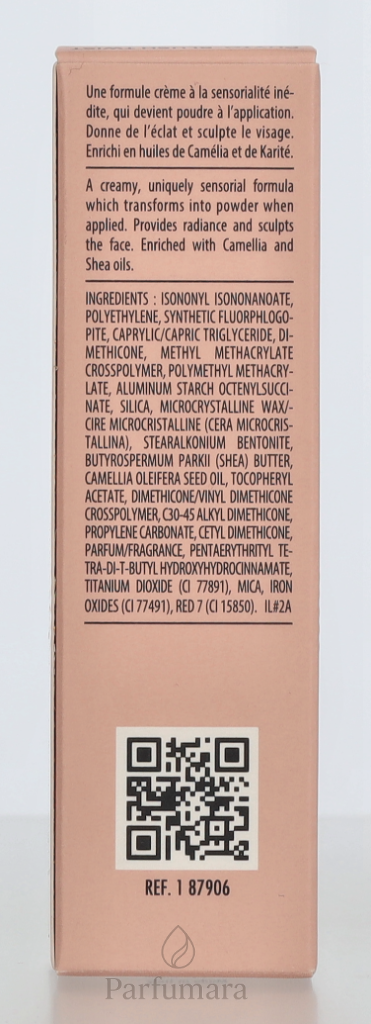 Une formule crème à la sensorialité iné-
dite, qui devient poudre à l’application.
Donne de l’éclat et sculpte le visage.
Enrichi en huiles de Camélia et de Karité.
A creamy, uniquely sensorial formula
which transforms into powder when
applied. Provides radiance and sculpts
the face. Enriched with Camellia and
Shea oils.
INGREDIENTS : ISONONYL ISONONANOATE,
POLYETHYLENE, SYNTHETIC FLUORPHLOGO-
PITE, CAPRYLIC/CAPRIC TRIGLYCERIDE, DI-
METHICONE, METHYL METHACRYLATE
CROSSPOLYMER, POLYMETHYL METHACRY-
LATE, ALUMINUM STARCH OCTENYLSUCCI-
NATE, SILICA, MICROCRYSTALLINE WAX/-
CIRE MICROCRISTALLINE (CERA MICROCRIS-
TALLINA), STEARALKONIUM BENTONITE,
BUTYROSPERMUM PARKII (SHEA) BUTTER,
CAMELLIA OLEIFERA SEED OIL, TOCOPHERYL
ACETATE, DIMETHICONE/VINYL DIMETHICONE
CROSSPOLYMER, C30-45 ALKYL DIMETHICONE,
PROPYLENE CARBONATE, CETYL DIMETHICONE,
PARFUM/FRAGRANCE, PENTAERYTHRITYL TE-
TRA-DI-T-BUTYL HYDROXYHYDROCINNAMATE,
TITANIUM DIOXIDE (CI 77891), MICA, IRON
OXIDES (CI 77491), RED 7 (CI 15850). IL#2A
REF. 1 87906
Parfumara